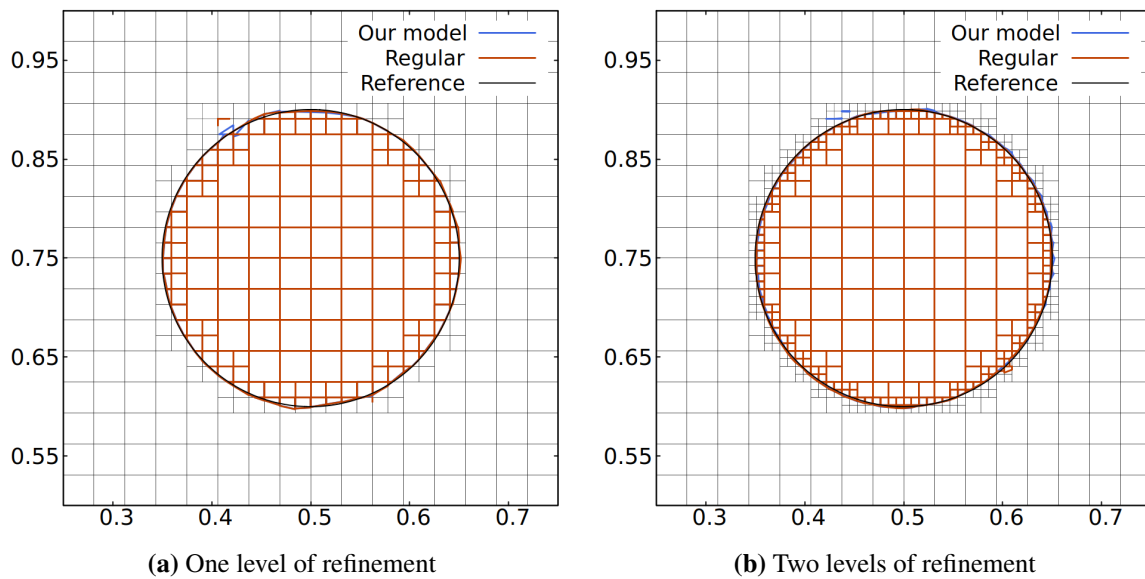 Our model
Regular
Reference
0.95
0.85
0.75
0.65
0.55
0.3 0.4 0.5 0.6 0.7
(a) One level of refinement
Our model
Regular
Reference
0.95
0.85
0.75
0.65
0.55
0.3 0.4 0.5 0.6 0.7
(b) Two levels of refinement